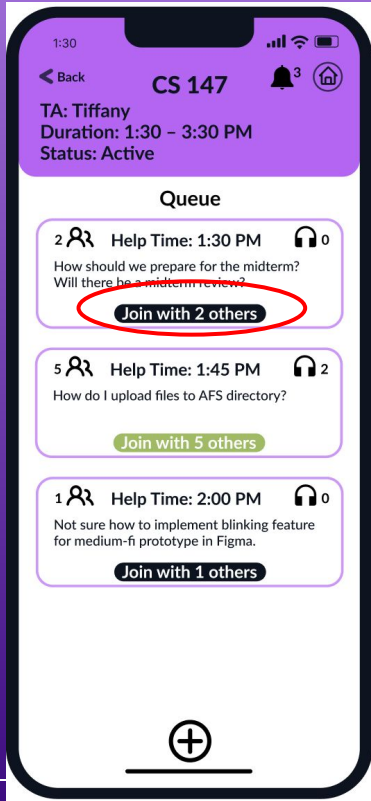 1:30
Back
CS 147
3
TA: Tiffany
Duration: 1:30 – 3:30 PM
Status: Active
Queue
2 Help Time: 1:30 PM 0
How should we prepare for the midterm?
Will there be a midterm review?
Join with 2 others
5 Help Time: 1:45 PM 2
How do I upload files to AFS directory?
Join with 5 others
1 Help Time: 2:00 PM 0
Not sure how to implement blinking feature
for medium-fi prototype in Figma.
Join with 1 others